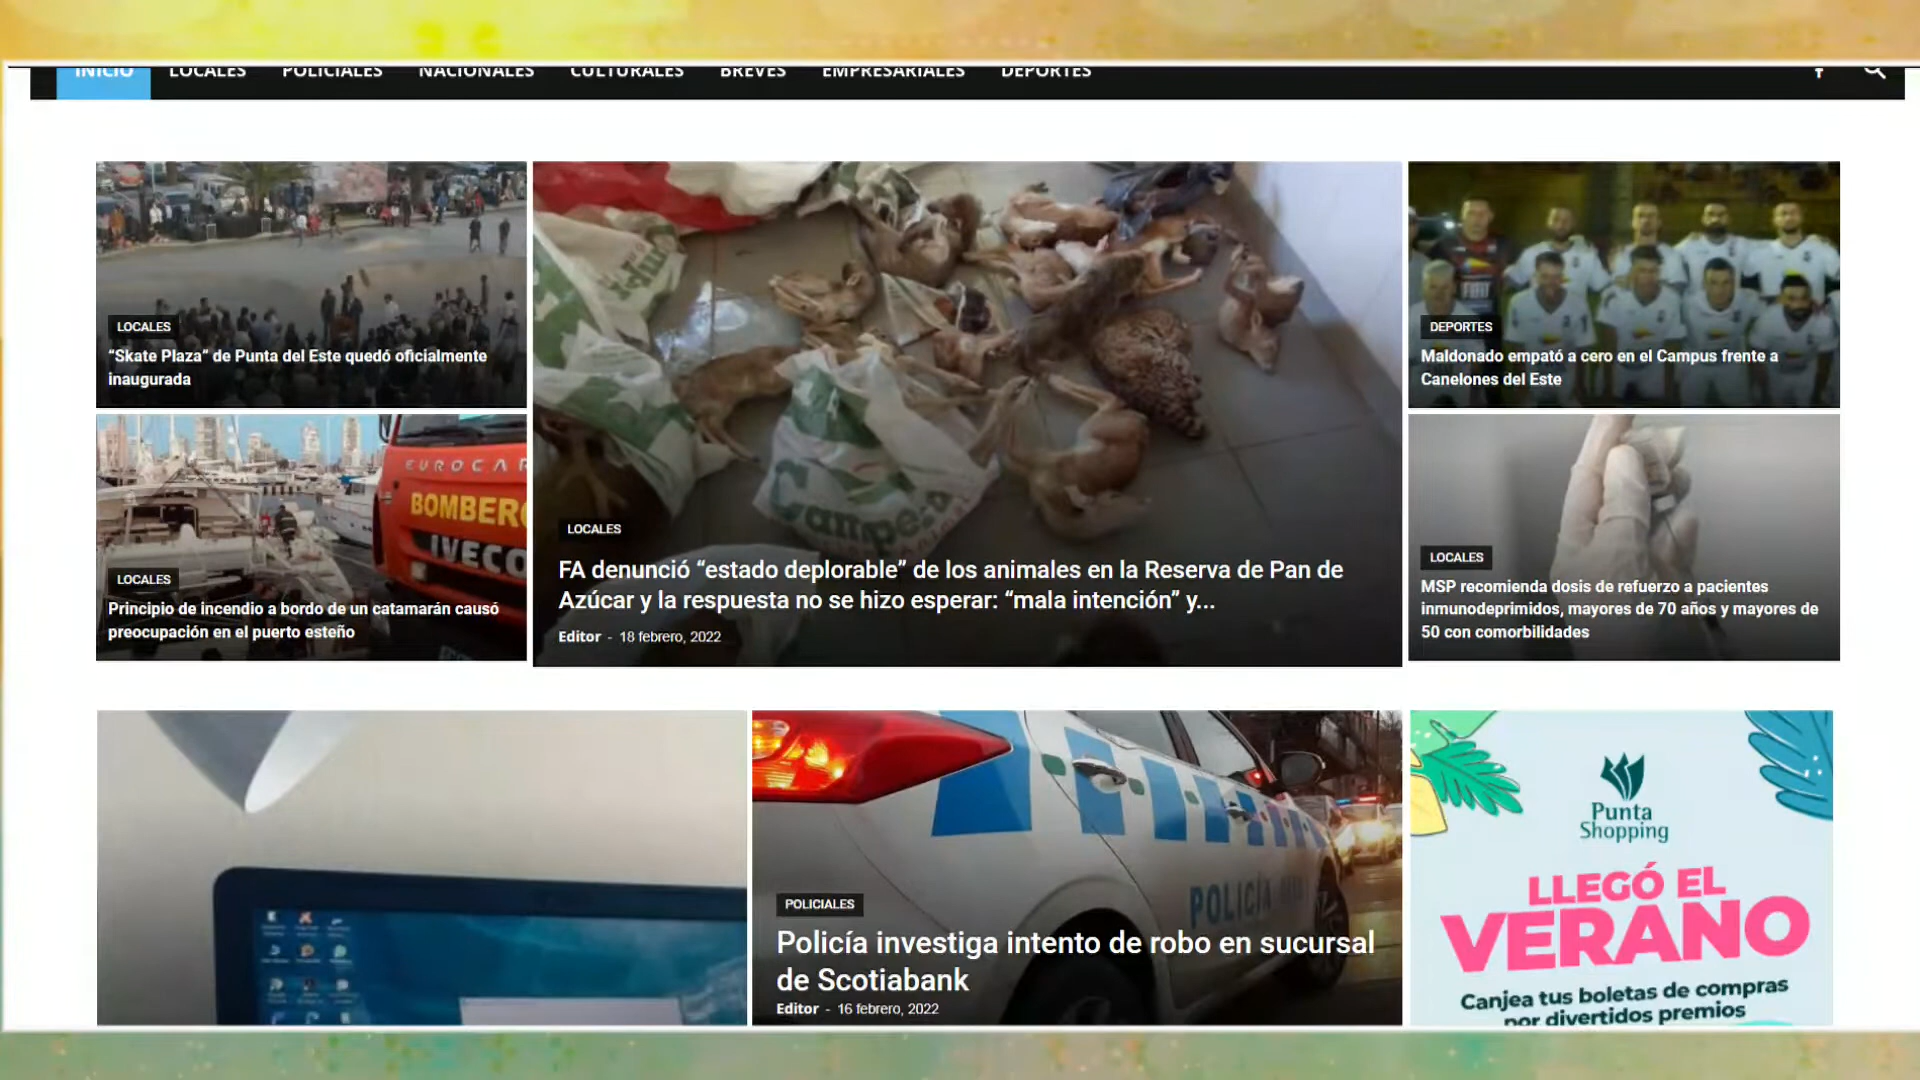 INICIO LOCALES POLICIALES NACIONALES CULTURALES BREVES EMPRESARIALES DEPORTES
LOCALES
“Skate Plaza” de Punta del Este quedó oficialmente
inaugurada
EUROCAR
BOMBERO
IVECO
LOCALES
Principio de incendio a bordo de un catamarán causó
preocupación en el puerto esteño
Campera
LOCALES
FA denunció “estado deplorable” de los animales en la Reserva de Pan de
Azúcar y la respuesta no se hizo esperar: “mala intención” y...
Editor - 18 febrero, 2022
FIAT
DEPORTES
Maldonado empató a cero en el Campus frente a
Canelones del Este
LOCALES
MSP recomienda dosis de refuerzo a pacientes
inmunodeprimidos, mayores de 70 años y mayores de
50 con comorbilidades
POLICÍA
POLICIALES
Policía investiga intento de robo en sucursal
de Scotiabank
Editor - 16 febrero, 2022
Punta
Shopping
LLEGÓ EL
VERANO
Canjea tus boletas de compras
por divertidos premios